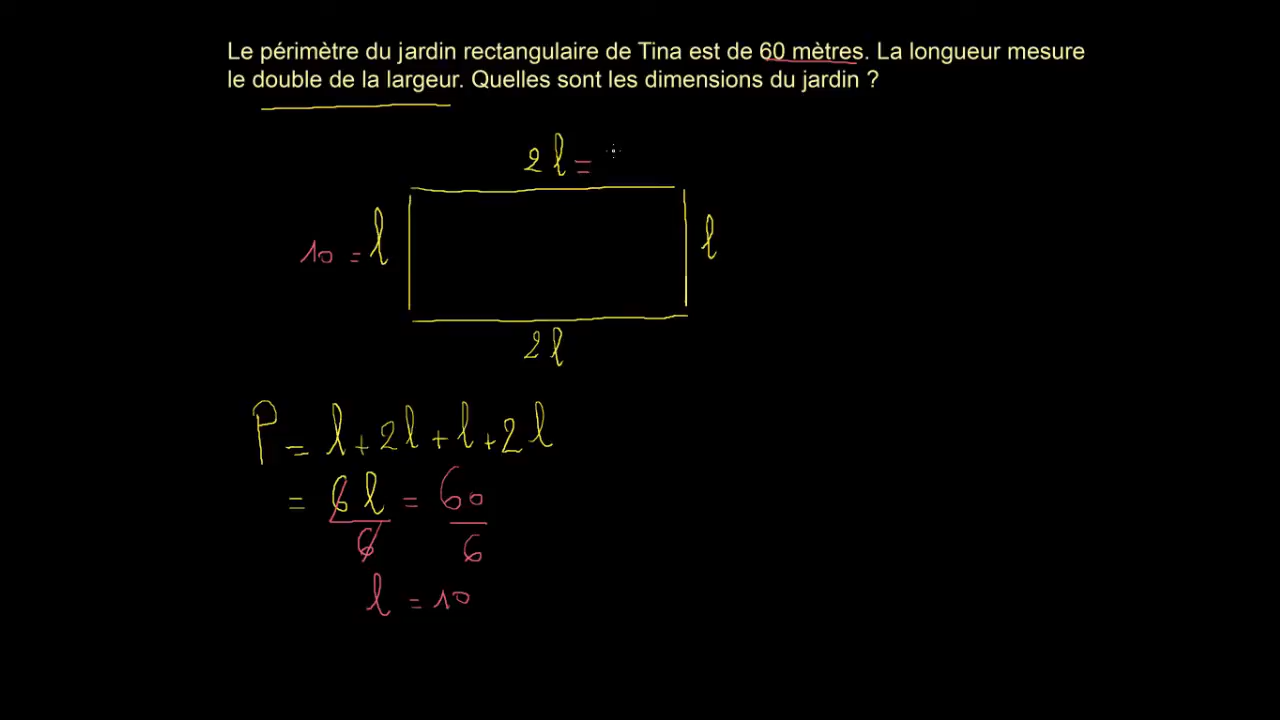 Le périmètre du jardin rectangulaire de Tina est de 60 mètres. La longueur mesure
le double de la largeur. Quelles sont les dimensions du jardin ?
2l =
10 = l
l
2l
P = l + 2l + l + 2l
= 6l = 60
6 6
l = 10